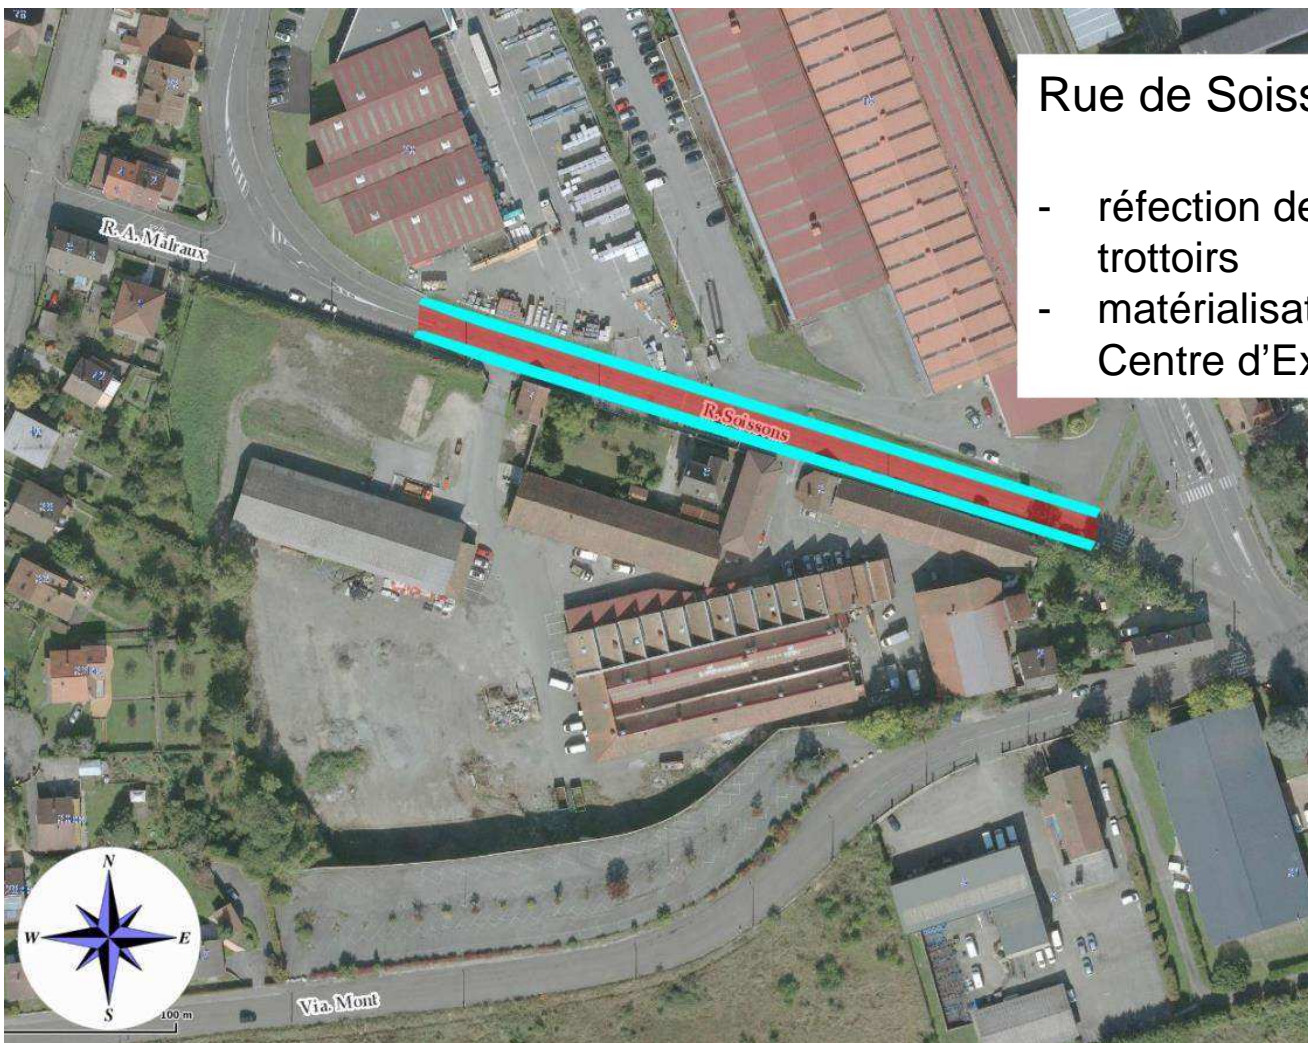 Rue de Soiss
- réfection de
trottoirs
- matérialisat
Centre d'Ex
R. A. Malraux
R. Soissons
Via. Mont
N
W E
S
100 m